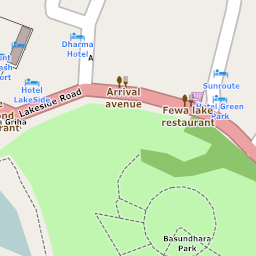 Dharma
Hotel
A
Sunroute
Hotel
LakeSide
Arrival
avenue
Fewa lake
restaurant
Hotel Green
Park
Lakeside Road
Basundhara
Park